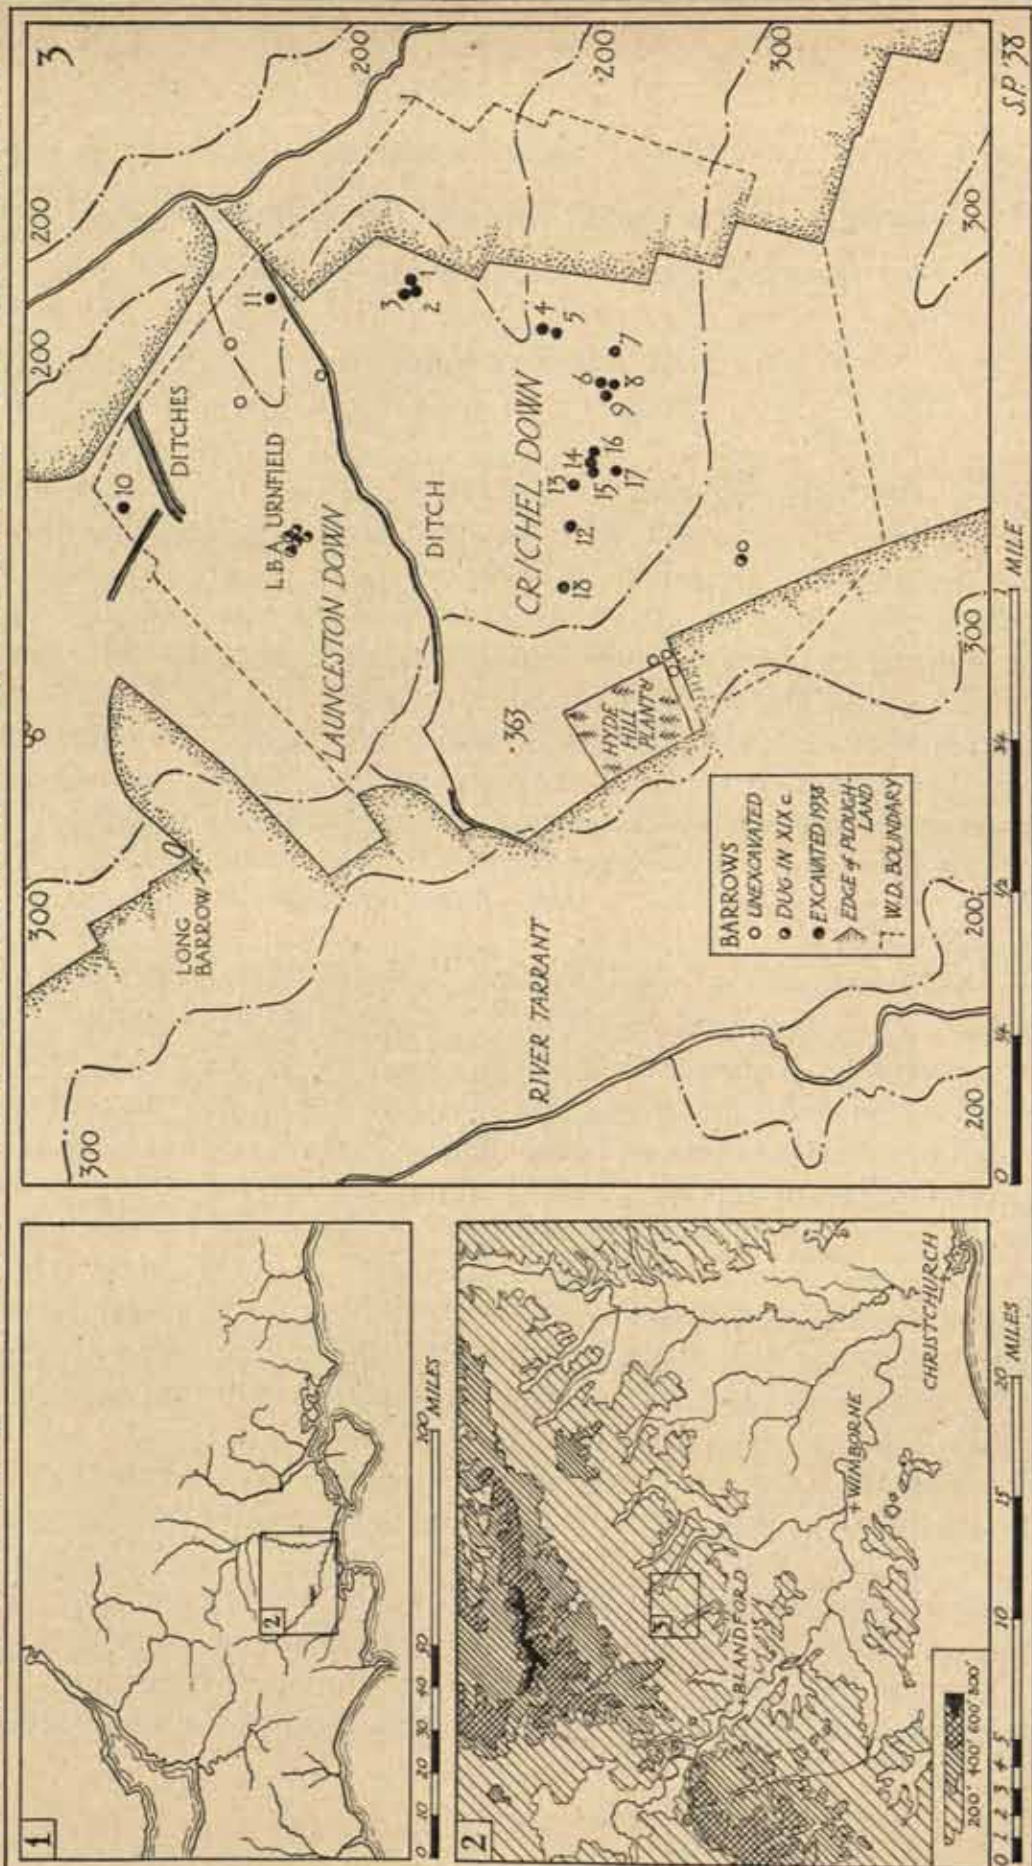 1
2
0 10 20 30 40 50 100 MILES
2
3
+BLANDFORD
+WIMBORNE
CHRISTCHURCH
200' 400' 600' 800'
0 1 2 3 4 5 10 15 20 MILES
3
300
300
200
200
LONG
BARROW
10
DITCHES
11
L.B.A. URNFIELD
LAUNCESTON DOWN
200
3
1
2
DITCH
RIVER TARRANT
·363
CRICHEL DOWN
4
5
18
12
13
14
15
16
17
6
9
8
7
200
HYDE
HILL
PLANTN
300
BARROWS
UNEXCAVATED
DUG IN XIX c.
EXCAVATED 1938
EDGE of PLOUGH-
LAND
W.D. BOUNDARY
200
200
300
300
0 1/4 1/2 3/4 1 MILE
S.P. '38